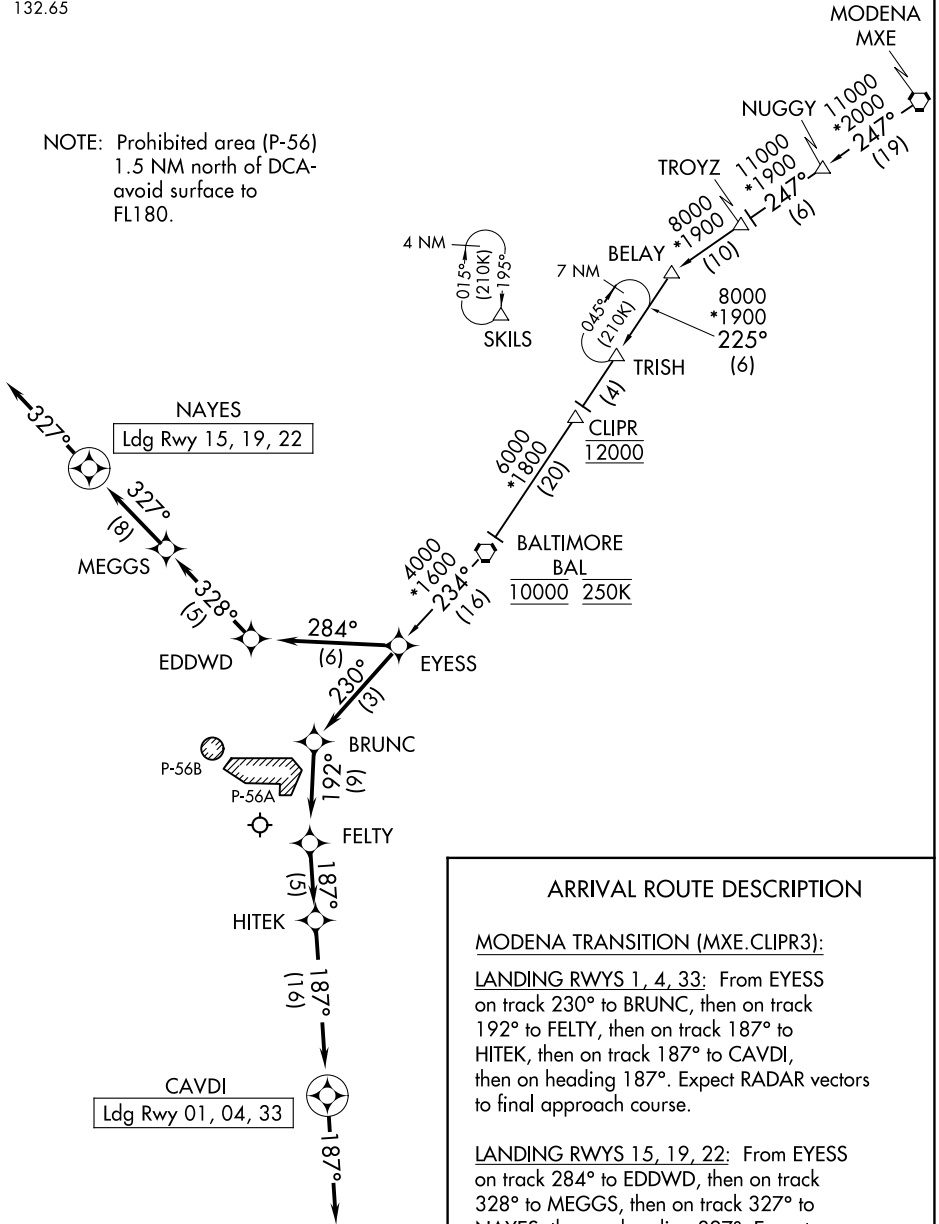 132.65
MODENA
MXE
11000
*2000
247°
(19)
NUGGY
11000
*1900
247°
(6)
NOTE: Prohibited area (P-56)
1.5 NM north of DCA-
avoid surface to
FL180.
TROYZ
8000
*1900
(10)
BELAY
4 NM
015°
(210K)
195°
SKILS
7 NM
045°
(210K)
8000
*1900
225°
(6)
TRISH
(4)
CLIPR
12000
6000
*1800
(20)
327°
NAYES
Ldg Rwy 15, 19, 22
327°
(8)
MEGGS
328°
(5)
EDDWD
BALTIMORE
BAL
10000 250K
4000
*1600
234°
(16)
284°
(6)
EYESS
230°
(3)
BRUNC
P-56B
P-56A
192°
(9)
FELTY
187°
(5)
HITEK
187°
(16)
CAVDI
Ldg Rwy 01, 04, 33
187°
ARRIVAL ROUTE DESCRIPTION
MODENA TRANSITION (MXE.CLIPR3):
LANDING RWYS 1, 4, 33: From EYESS
on track 230° to BRUNC, then on track
192° to FELTY, then on track 187° to
HITEK, then on track 187° to CAVDI,
then on heading 187°. Expect RADAR vectors
to final approach course.
LANDING RWYS 15, 19, 22: From EYESS
on track 284° to EDDWD, then on track
328° to MEGGS, then on track 327° to